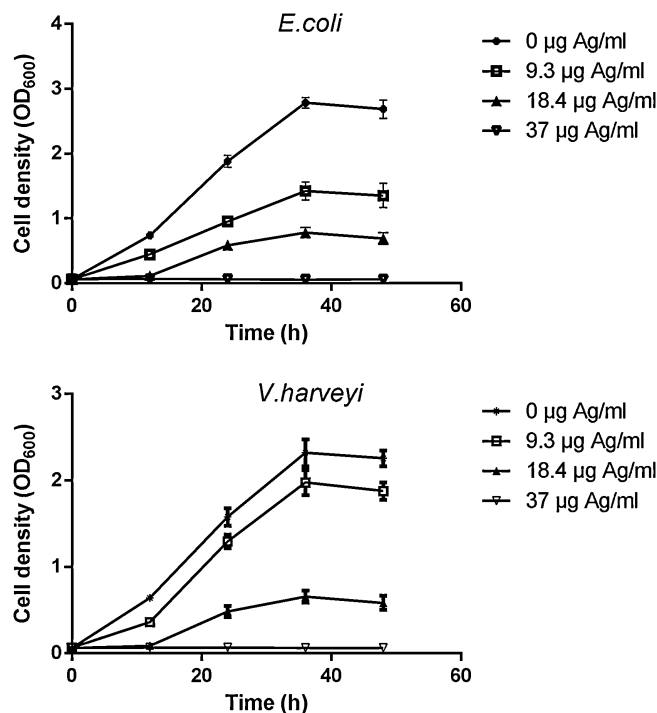 E.coli
4
3
2
1
0
Cell density (OD600)
0 20 40 60
Time (h)
0 µg Ag/ml
9.3 µg Ag/ml
18.4 µg Ag/ml
37 µg Ag/ml
V.harveyi
3
2
1
0
Cell density (OD600)
0 20 40 60
Time (h)
0 µg Ag/ml
9.3 µg Ag/ml
18.4 µg Ag/ml
37 µg Ag/ml